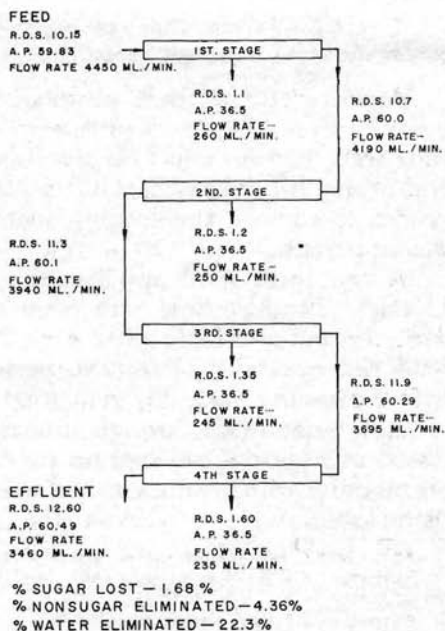 FEED
R.D.S. 10.15
A.P. 59.83
FLOW RATE 4450 ML./MIN.
1ST. STAGE
R.D.S. 1.1
A.P. 36.5
FLOW RATE—
260 ML./MIN.
R.D.S. 10.7
A.P. 60.0
FLOW RATE—
4190 ML./MIN.
2ND. STAGE
R.D.S. 1.2
A.P. 36.5
FLOW RATE—
250 ML./MIN.
R.D.S. 11.3
A.P. 60.1
FLOW RATE
3940 ML./MIN.
3RD. STAGE
R.D.S. 1.35
A.P. 36.5
FLOW RATE—
245 ML./MIN.
R.D.S. 11.9
A.P. 60.29
FLOW RATE—
3695 ML./MIN.
4TH STAGE
EFFLUENT
R.D.S. 12.60
A.P. 60.49
FLOW RATE
3460 ML./MIN.
R.D.S. 1.60
A.P. 36.5
FLOW RATE
235 ML./MIN.
% SUGAR LOST—1.68 %
% NONSUGAR ELIMINATED—4.36%
% WATER ELIMINATED—22.3%